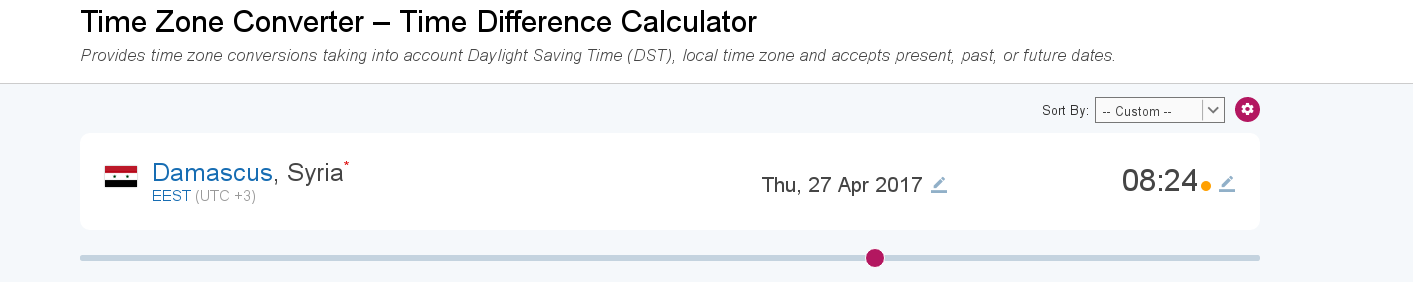 Time Zone Converter – Time Difference Calculator
Provides time zone conversions taking into account Daylight Saving Time (DST), local time zone and accepts present, past, or future dates.
Sort By: -- Custom --
Damascus, Syria*
EEST (UTC +3)
Thu, 27 Apr 2017
08:24